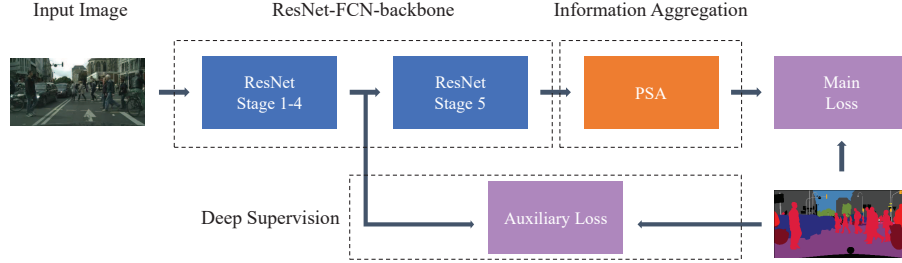 Input Image
ResNet-FCN-backbone
Information Aggregation
ResNet
Stage 1-4
ResNet
Stage 5
PSA
Main
Loss
Deep Supervision
Auxiliary Loss